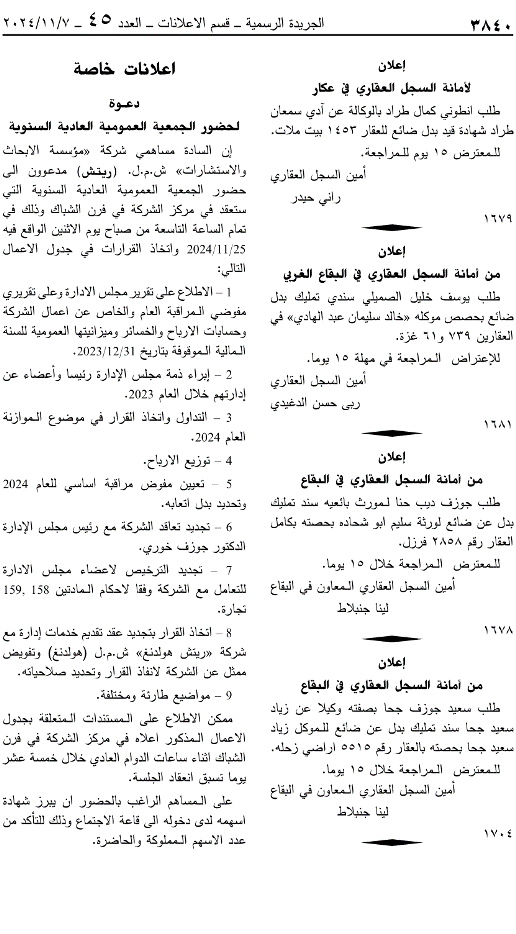 ٣٨٤٠
الجريدة الرسمية – قسم الاعلانات – العدد ٤٥ – ٢٠٢٤/١١/٧
إعلان
لأمانة السجل العقاري في عكار
طلب انطوني كمال طراد بالوكالة عن آدي سمعان
طراد شهادة قيد بدل ضائع للعقار ١٤٥٣ بيت ملات.
للمعترض ١٥ يوم للمراجعة.
أمين السجل العقاري
راني حيدر
١٦٧٩
إعلان
من أمانة السجل العقاري في البقاع الغربي
طلب يوسف خليل الصميلي سندي تمليك بدل
ضائع بحصص موكله «خالد سليمان عبد الهادي» في
العقارين ٧٣٩ و٦١ غزة.
للإعتراض المراجعة في مهلة ١٥ يوما.
أمين السجل العقاري
ربى حسن الدغيدي
١٦٨١
إعلان
من أمانة السجل العقاري في البقاع
طلب جوزف ديب حنا لمورث بائعيه سند تمليك
بدل عن ضائع لورثة سليم ابو شحاده بحصته بكامل
العقار رقم ٢٨٥٨ فرزل.
للمعترض المراجعة خلال ١٥ يوما.
أمين السجل العقاري المعاون في البقاع
لينا جنبلاط
١٦٧٨
إعلان
من أمانة السجل العقاري في البقاع
طلب سعيد جوزف جحا بصفته وكيلا عن زياد
سعيد جحا سند تمليك بدل عن ضائع للموكل زياد
سعيد جحا بحصته بالعقار رقم ٥٥١٥ اراضي زحله.
للمعترض المراجعة خلال ١٥ يوما.
أمين السجل العقاري المعاون في البقاع
لينا جنبلاط
١٧٠٤
اعلانات خاصة
دعوة
لحضور الجمعية العمومية العادية السنوية
إن السادة مساهمي شركة «مؤسسة الابحاث
والاستشارات» ش.م.ل. (ريتش) مدعوون الى
حضور الجمعية العمومية العادية السنوية التي
ستعقد في مركز الشركة في فرن الشباك وذلك في
تمام الساعة التاسعة من صباح يوم الاثنين الواقع فيه
2024/11/25 واتخاذ القرارات في جدول الاعمال
التالي:
1 – الاطلاع على تقرير مجلس الادارة وعلى تقريري
مفوضي المراقبة العام والخاص عن اعمال الشركة
وحسابات الارباح والخسائر وميزانيتها العمومية للسنة
المالية الموقوفة بتاريخ 2023/12/31.
2 – إبراء ذمة مجلس الإدارة رئيسا وأعضاء عن
إدارتهم خلال العام 2023.
3 – التداول واتخاذ القرار في موضوع الموازنة
العام 2024.
4 – توزيع الارباح.
5 – تعيين مفوض مراقبة اساسي للعام 2024
وتحديد بدل اتعابه.
6 – تجديد تعاقد الشركة مع رئيس مجلس الإدارة
الدكتور جوزف خوري.
7 – تجديد الترخيص لاعضاء مجلس الادارة
للتعامل مع الشركة وفقا لاحكام المادتين 158 ,159
تجارة.
8 – اتخاذ القرار بتجديد عقد تقديم خدمات إدارة مع
شركة «ريتش هولدنغ» ش.م.ل (هولدنغ) وتفويض
ممثل عن الشركة لانفاذ القرار وتحديد صلاحياته.
9 – مواضيع طارئة ومختلفة.
ممكن الاطلاع على المستندات المتعلقة بجدول
الاعمال المذكور اعلاه في مركز الشركة في فرن
الشباك اثناء ساعات الدوام العادي خلال خمسة عشر
يوما تسبق انعقاد الجلسة.
على المساهم الراغب بالحضور ان يبرز شهادة
اسهمه لدى دخوله الى قاعة الاجتماع وذلك للتأكد من
عدد الاسهم المملوكة والحاضرة.